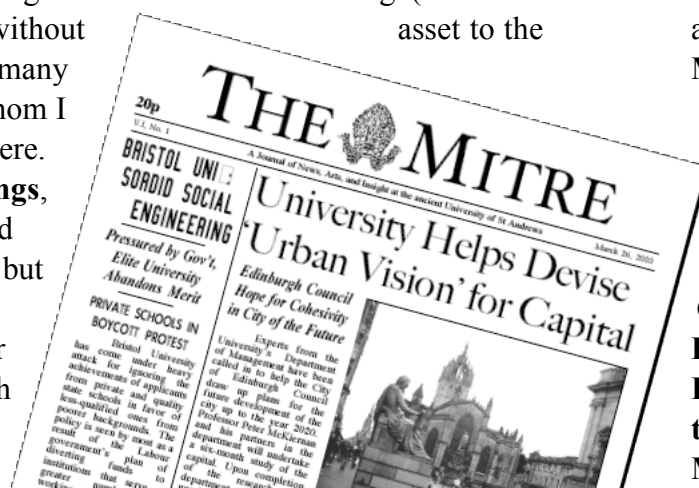 without
many
nom I
ere.
ngs,
d
but
r
h
asset to the
a
M
20p
V.I, No. 1
THE MITRE
A Journal of News, Arts, and Insight at the ancient University of St Andrews
March 26, 2003
BRISTOL UNI
SORDID SOCIAL
ENGINEERING
Pressured by Gov't,
Elite University
Abandons Merit
PRIVATE SCHOOLS IN
BOYCOTT PROTEST
Bristol University
has come under heavy
attack for ignoring the
achievements of applicants
from private and quality
state schools in favor of
less-qualified ones from
poorer backgrounds. The
policy is seen by most as a
result of the Labour
government's plan of
diverting funds to
institutions that serve
greater
University Helps Devise
'Urban Vision' for Capital
Edinburgh Council
Hope for Cohesivity
in City of the Future
Experts from the
University's Department
of Management have been
called in to help the City
of Edinburgh Council
draw up plans for the
future development of the
city up to the year 2020.
Professor Peter McKiernan
and his partners in the
department will undertake
a six-month study of the
capital. Upon completion
of the research
t
M